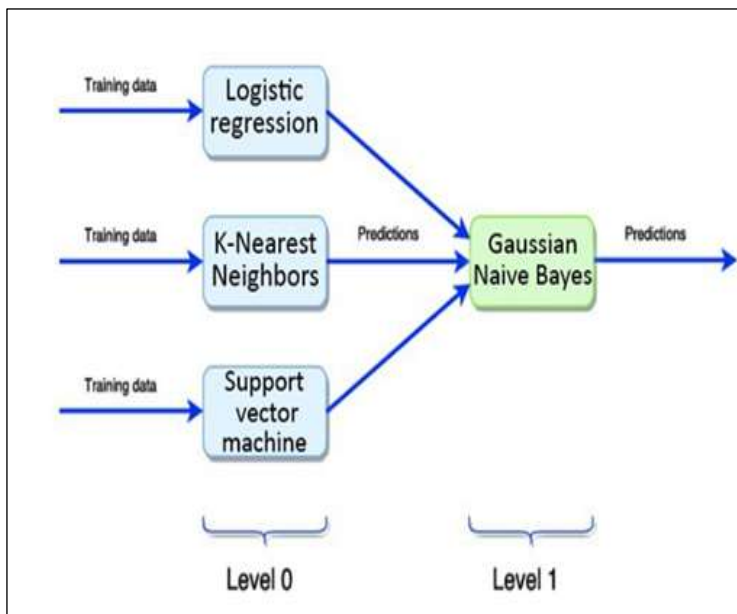 Training data
Logistic
regression
Training data
K-Nearest
Neighbors
Predictions
Gaussian
Naive Bayes
Predictions
Training data
Support
vector
machine
Level 0
Level 1